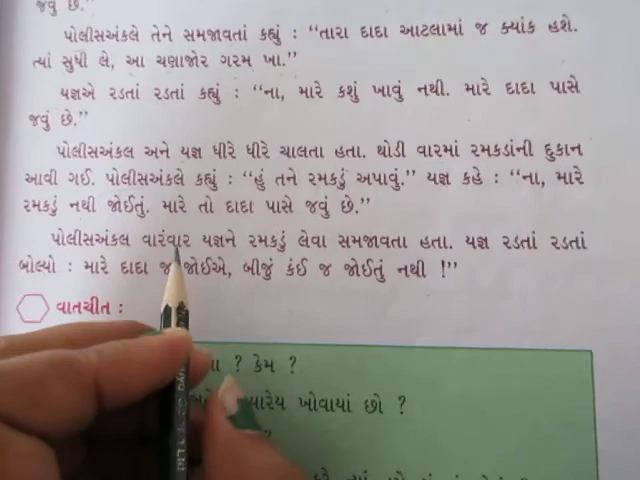 જવું છે.”
પોલીસઅંકલે તેને સમજાવતાં કહ્યું : “તારા દાદા આટલામાં જ ક્યાંક હશે.
ત્યાં સુધી લે, આ ચણાજોર ગરમ ખા.”
યજ્ઞએ રડતાં રડતાં કહ્યું : “ના, મારે કશું ખાવું નથી. મારે દાદા પાસે
જવું છે.”
પોલીસઅંકલ અને યજ્ઞ ધીરે ધીરે ચાલતા હતા. થોડી વારમાં રમકડાંની દુકાન
આવી ગઈ. પોલીસઅંકલે કહ્યું : “હું તને રમકડું અપાવું.” યજ્ઞ કહે : “ના, મારે
રમકડું નથી જોઈતું. મારે તો દાદા પાસે જવું છે.”
પોલીસઅંકલ વારંવાર યજ્ઞને રમકડું લેવા સમજાવતા હતા. યજ્ઞ રડતાં રડતાં
બોલ્યો : મારે દાદા જ જોઈએ, બીજું કંઈ જ જોઈતું નથી !”
વાતચીત :
? કેમ ?
ખોવાયાં છો ?